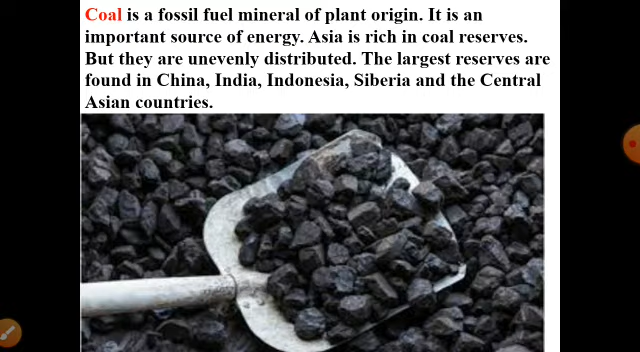 Coal is a fossil fuel mineral of plant origin. It is an
important source of energy. Asia is rich in coal reserves.
But they are unevenly distributed. The largest reserves are
found in China, India, Indonesia, Siberia and the Central
Asian countries.